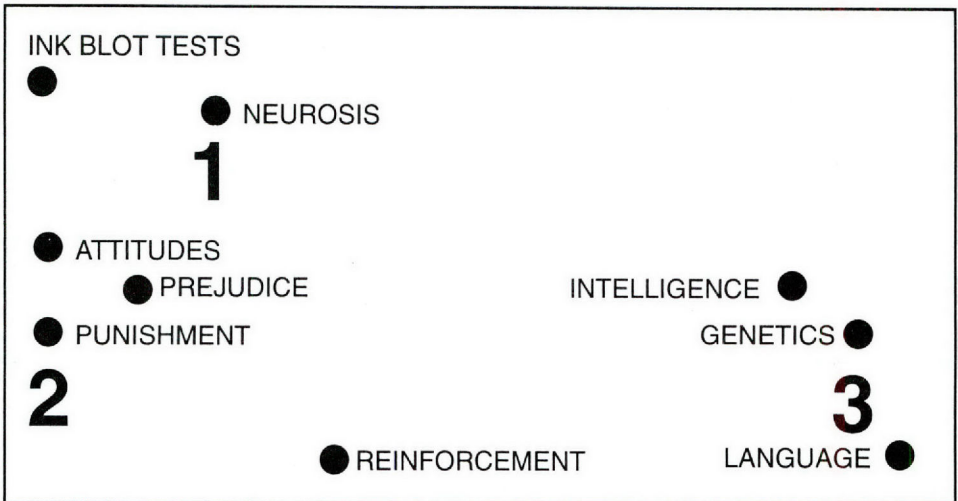 INK BLOT TESTS
NEUROSIS
1
ATTITUDES
PREJUDICE
INTELLIGENCE
PUNISHMENT
GENETICS
2
3
REINFORCEMENT
LANGUAGE